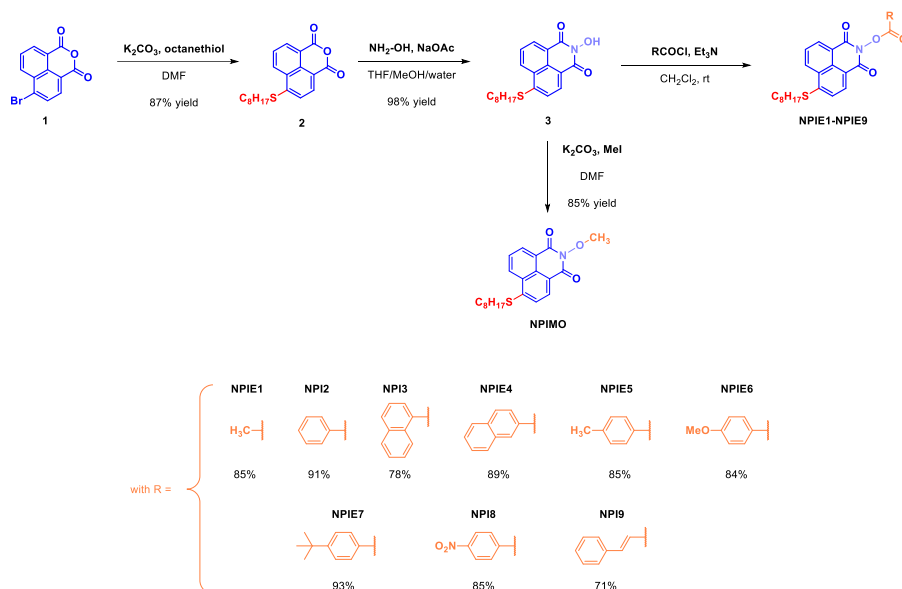 K2CO3, octanethiol
DMF
87% yield
NH2-OH, NaOAc
THF/MeOH/water
98% yield
RCOCl, Et3N
CH2Cl2, rt
O
O
O
Br
1
O
O
O
C8H17S
2
O
N
OH
O
C8H17S
3
R
O
O
O
N
O
C8H17S
NPIE1-NPIE9
K2CO3, MeI
DMF
85% yield
O
O
CH3
N
O
C8H17S
NPIMO
NPIE1 NPI2 NPI3 NPIE4 NPIE5 NPIE6
H3C H3C MeO
85% 91% 78% 89% 85% 84%
with R =
NPIE7 NPI8 NPI9
O2N
93% 85% 71%